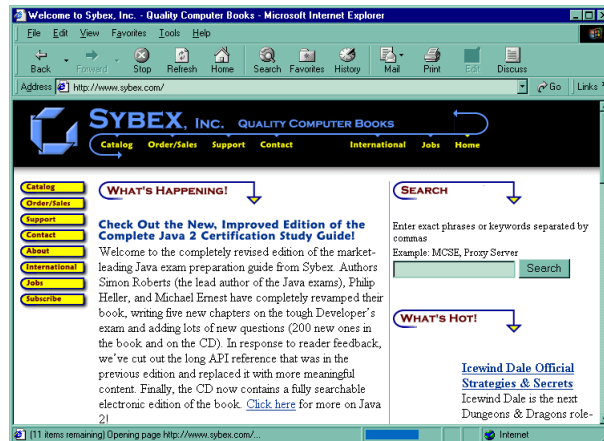 Welcome to Sybex, Inc. - Quality Computer Books - Microsoft Internet Explorer
File Edit View Favorites Tools Help
Back Forward Stop Refresh Home Search Favorites History Mail Print Edit Discuss
Address http://www.sybex.com/ Go Links
SYBEX, INC. QUALITY COMPUTER BOOKS
Catalog Order/Sales Support Contact International Jobs Home
Catalog
Order/Sales
Support
Contact
About
International
Jobs
Subscribe
WHAT'S HAPPENING!
Check Out the New, Improved Edition of the
Complete Java 2 Certification Study Guide!
Welcome to the completely revised edition of the market-
leading Java exam preparation guide from Sybex. Authors
Simon Roberts (the lead author of the Java exams), Philip
Heller, and Michael Ernest have completely revamped their
book, writing five new chapters on the tough Developer's
exam and adding lots of new questions (200 new ones in
the book and on the CD). In response to reader feedback,
we've cut out the long API reference that was in the
previous edition and replaced it with more meaningful
content. Finally, the CD now contains a fully searchable
electronic edition of the book. Click here for more on Java
2!
SEARCH
Enter exact phrases or keywords separated by
commas
Example: MCSE, Proxy Server
Search
WHAT'S HOT!
Icewind Dale Official
Strategies & Secrets
Icewind Dale is the next
Dungeons & Dragons role-
(11 items remaining) Opening page http://www.sybex.com/... Internet